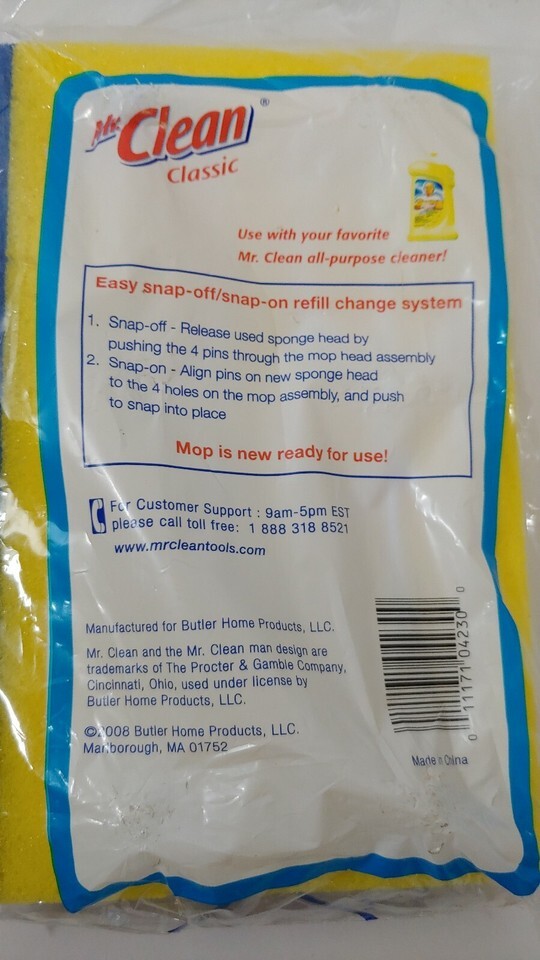 Mr. Clean®
Classic
Use with your favorite
Mr. Clean all-purpose cleaner!
Easy snap-off/snap-on refill change system
1. Snap-off - Release used sponge head by
pushing the 4 pins through the mop head assembly
2. Snap-on - Align pins on new sponge head
to the 4 holes on the mop assembly, and push
to snap into place
Mop is new ready for use!
For Customer Support : 9am-5pm EST
please call toll free: 1 888 318 8521
www.mrcleantools.com
Manufactured for Butler Home Products, LLC.
Mr. Clean and the Mr. Clean man design are
trademarks of The Procter & Gamble Company,
Cincinnati, Ohio, used under license by
Butler Home Products, LLC.
©2008 Butler Home Products, LLC.
Marlborough, MA 01752
0 11171 04230 0
Made in China